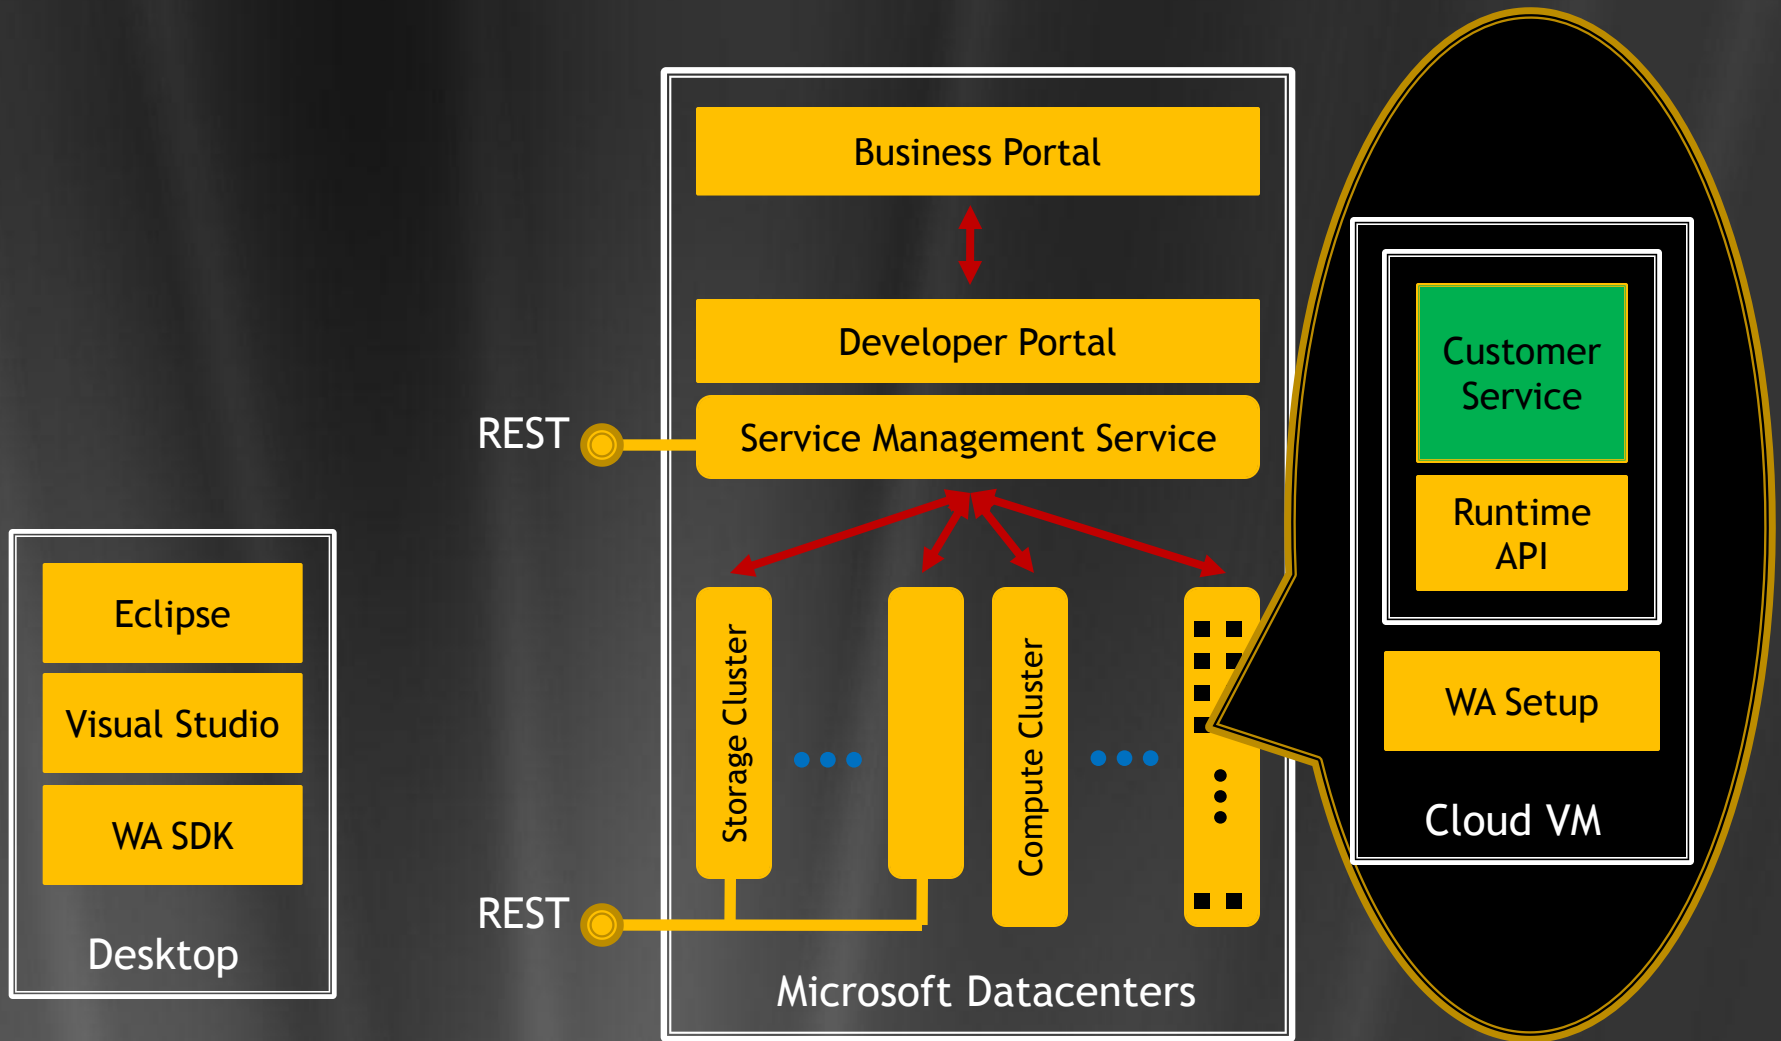 Business Portal
Developer Portal
REST
Service Management Service
Storage Cluster
Compute Cluster
REST
Microsoft Datacenters
Eclipse
Visual Studio
WA SDK
Desktop
Customer
Service
Runtime
API
WA Setup
Cloud VM